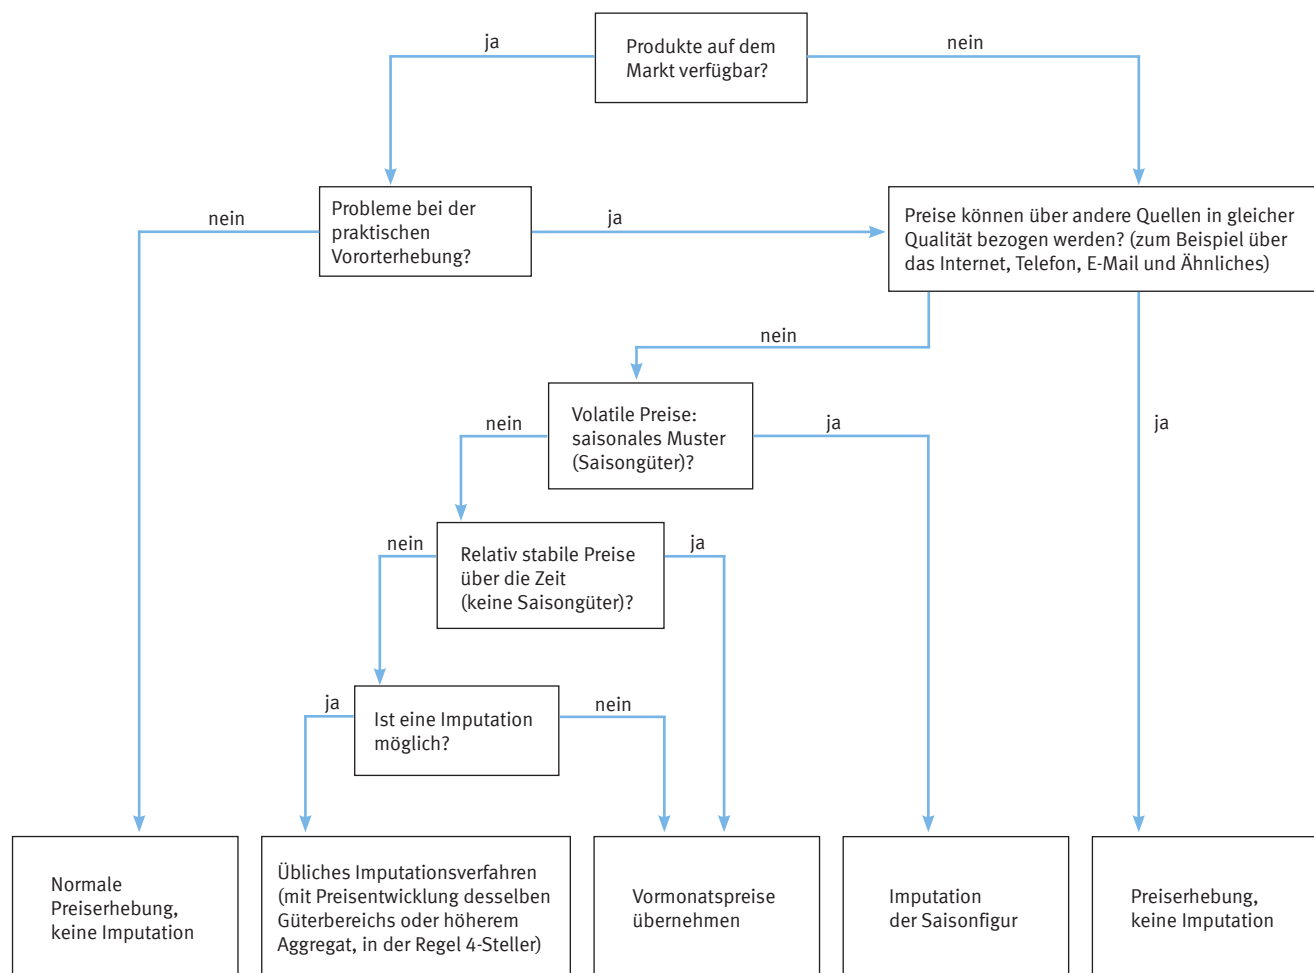 ja
Produkte auf dem
Markt verfügbar?
nein
nein
Probleme bei der
praktischen
Vororterhebung?
ja
Preise können über andere Quellen in gleicher
Qualität bezogen werden? (zum Beispiel über
das Internet, Telefon, E-Mail und Ähnliches)
nein
nein
Volatile Preise:
saisonales Muster
(Saisongüter)?
ja
ja
nein
Relativ stabile Preise
über die Zeit
(keine Saisongüter)?
ja
ja
Ist eine Imputation
möglich?
nein
Normale
Preiserhebung,
keine Imputation
Übliches Imputationsverfahren
(mit Preisentwicklung desselben
Güterbereichs oder höherem
Aggregat, in der Regel 4-Steller)
Vormonatspreise
übernehmen
Imputation
der Saisonfigur
Preiserhebung,
keine Imputation